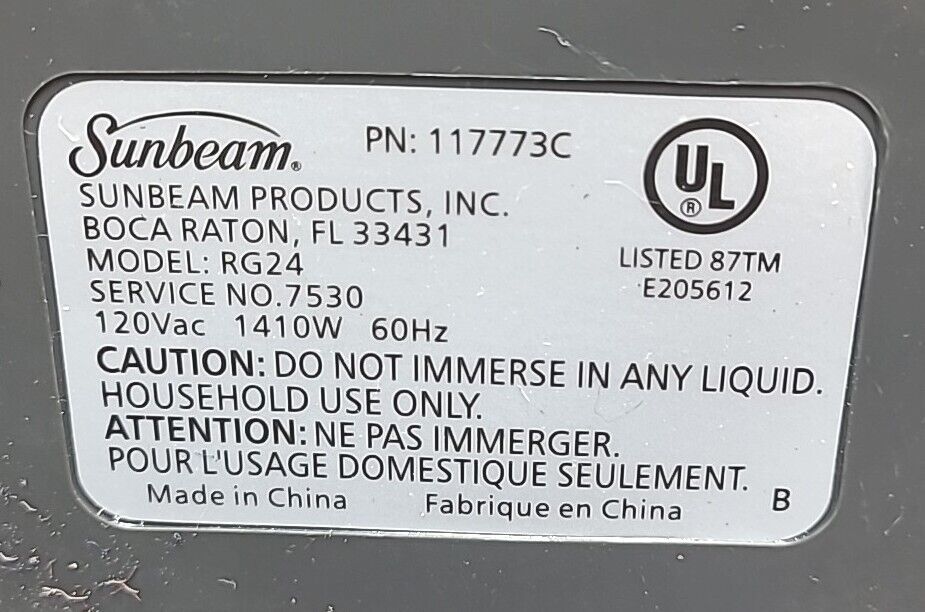 Sunbeam®
PN: 117773C
SUNBEAM PRODUCTS, INC.
BOCA RATON, FL 33431
MODEL: RG24
SERVICE NO.7530
120Vac 1410W 60Hz
UL®
LISTED 87TM
E205612
CAUTION: DO NOT IMMERSE IN ANY LIQUID.
HOUSEHOLD USE ONLY.
ATTENTION: NE PAS IMMERGER.
POUR L'USAGE DOMESTIQUE SEULEMENT.
Made in China Fabrique en China B